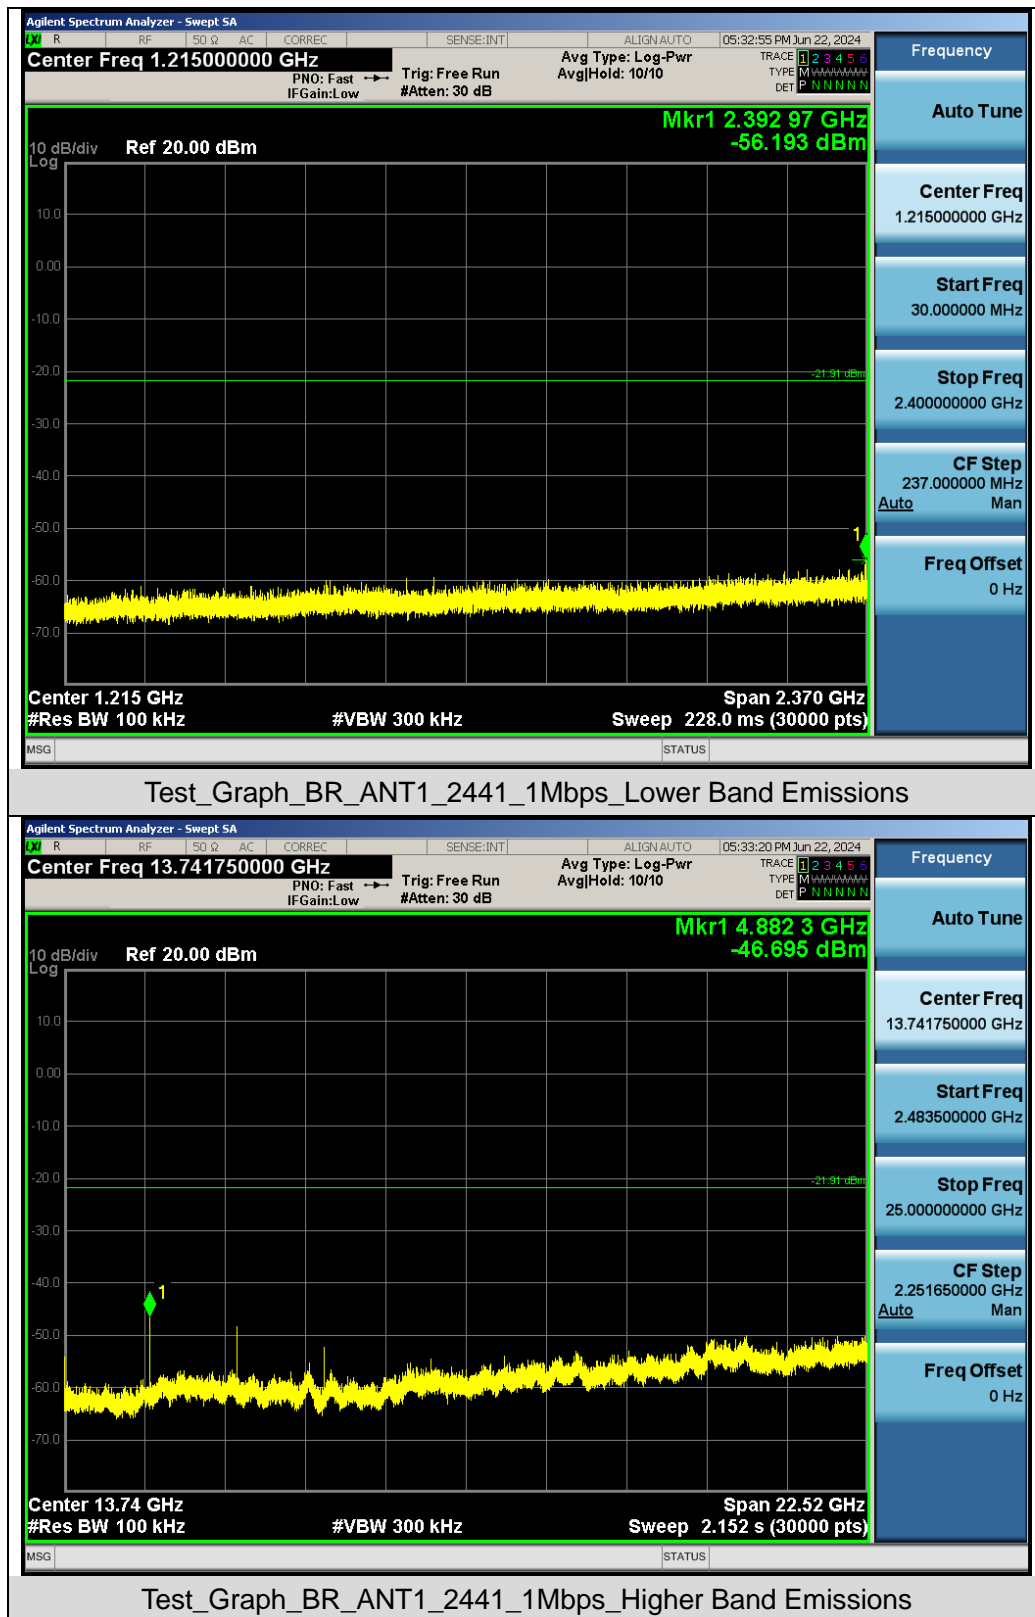 Agilent Spectrum Analyzer - Swept SA
LXI R RF 50 Ω AC CORREC SENSE:INT ALIGN AUTO 05:32:55 PM Jun 22, 2024
Center Freq 1.215000000 GHz
PNO: Fast
IFGain:Low
Trig: Free Run
#Atten: 30 dB
Avg Type: Log-Pwr
Avg|Hold: 10/10
TRACE 1 2 3 4 5 6
TYPE M
DET P N N N N N
Mkr1 2.392 97 GHz
-56.193 dBm
10 dB/div Ref 20.00 dBm
Log
10.0
0.00
-10.0
-20.0
-21.91 dBm
-30.0
-40.0
-50.0
1
-60.0
-70.0
Center 1.215 GHz Span 2.370 GHz
#Res BW 100 kHz #VBW 300 kHz Sweep 228.0 ms (30000 pts)
MSG STATUS
Frequency
Auto Tune
Center Freq
1.215000000 GHz
Start Freq
30.000000 MHz
Stop Freq
2.400000000 GHz
CF Step
237.000000 MHz
Auto Man
Freq Offset
0 Hz
Test_Graph_BR_ANT1_2441_1Mbps_Lower Band Emissions
Agilent Spectrum Analyzer - Swept SA
LXI R RF 50 Ω AC CORREC SENSE:INT ALIGN AUTO 05:33:20 PM Jun 22, 2024
Center Freq 13.741750000 GHz
PNO: Fast
IFGain:Low
Trig: Free Run
#Atten: 30 dB
Avg Type: Log-Pwr
Avg|Hold: 10/10
TRACE 1 2 3 4 5 6
TYPE M
DET P N N N N N
Mkr1 4.882 3 GHz
-46.695 dBm
10 dB/div Ref 20.00 dBm
Log
10.0
0.00
-10.0
-20.0
-21.91 dBm
-30.0
-40.0
1
-50.0
-60.0
-70.0
Center 13.74 GHz Span 22.52 GHz
#Res BW 100 kHz #VBW 300 kHz Sweep 2.152 s (30000 pts)
MSG STATUS
Frequency
Auto Tune
Center Freq
13.741750000 GHz
Start Freq
2.483500000 GHz
Stop Freq
25.000000000 GHz
CF Step
2.251650000 GHz
Auto Man
Freq Offset
0 Hz
Test_Graph_BR_ANT1_2441_1Mbps_Higher Band Emissions